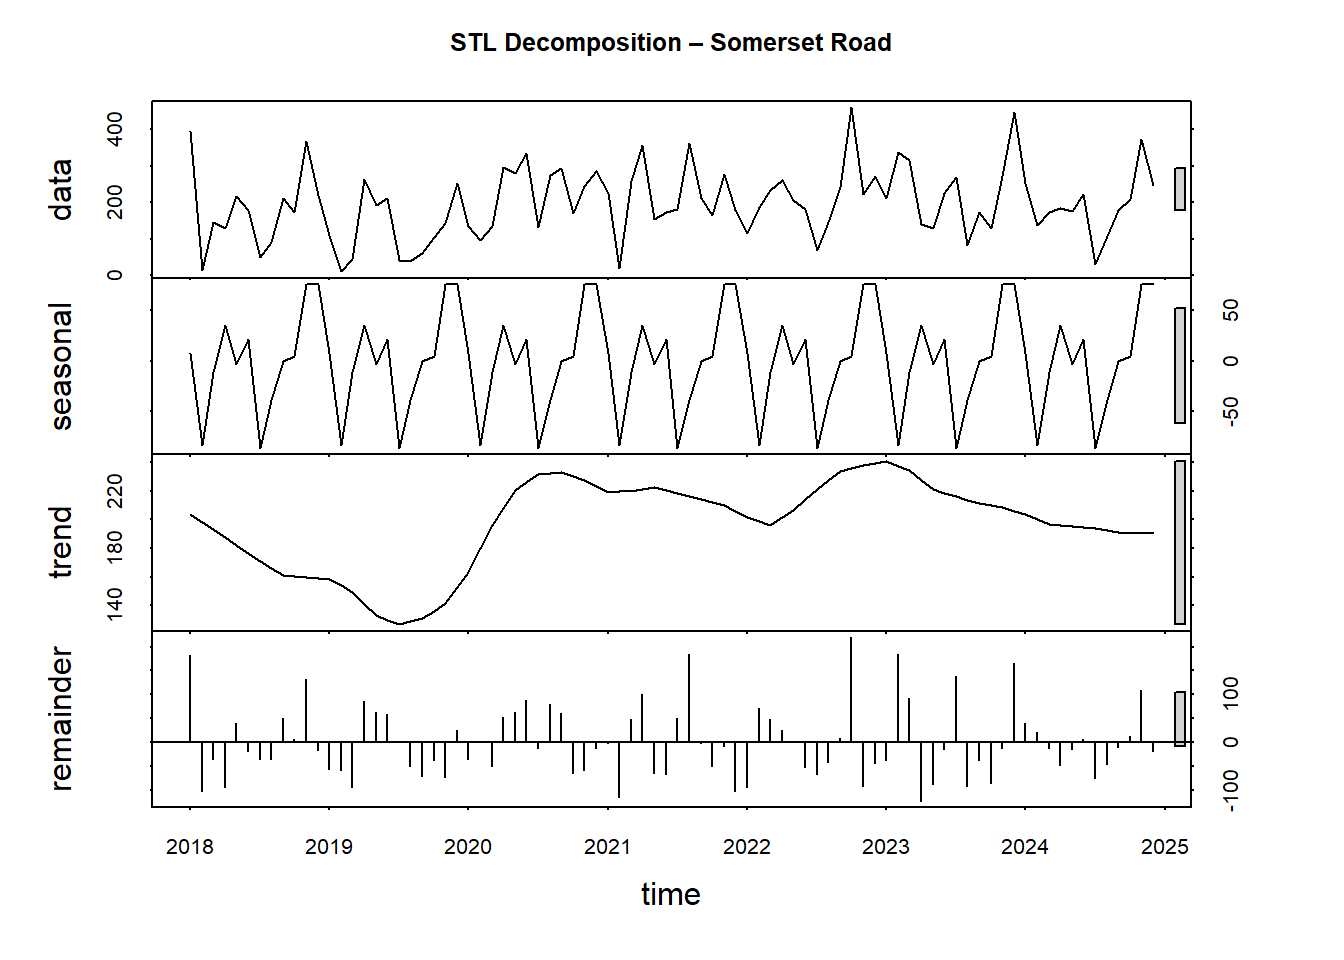 STL Decomposition – Somerset Road
data
0 200 400
seasonal
-50 0 50
trend
140 180 220
remainder
-100 0 100
2018 2019 2020 2021 2022 2023 2024 2025
time